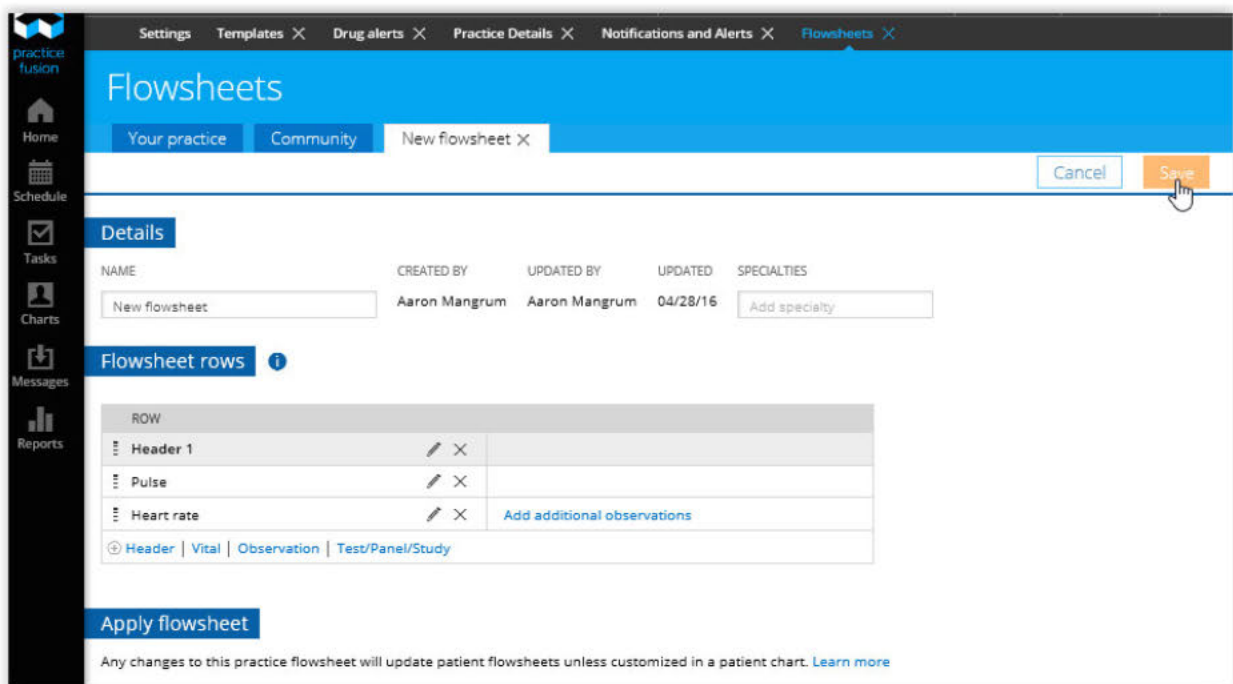 practice
fusion
Home
Schedule
Tasks
Charts
Messages
Reports
Settings Templates Drug alerts Practice Details Notifications and Alerts Flowsheets
Flowsheets
Your practice Community New flowsheet
Cancel Save
Details
NAME CREATED BY UPDATED BY UPDATED SPECIALTIES
New flowsheet Aaron Mangrum Aaron Mangrum 04/28/16 Add specialty
Flowsheet rows
ROW
Header 1
Pulse
Heart rate Add additional observations
Header | Vital | Observation | Test/Panel/Study
Apply flowsheet
Any changes to this practice flowsheet will update patient flowsheets unless customized in a patient chart. Learn more